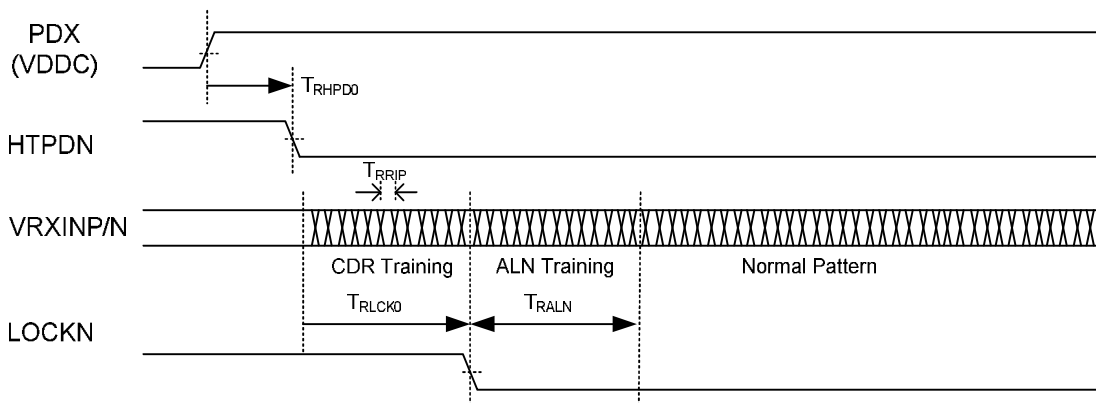 PDX
(VDDC)
TRHPD0
HTPDN
TRRIP
VRXINP/N
CDR Training
ALN Training
Normal Pattern
TRLCK0
TRALN
LOCKN